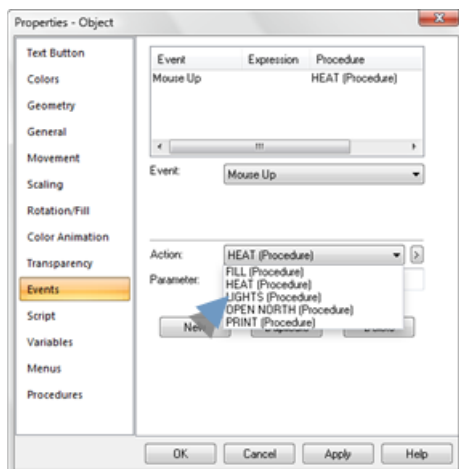 Properties - Object
Text Button
Colors
Geometry
General
Movement
Scaling
Rotation/Fill
Color Animation
Transparency
Events
Script
Variables
Menus
Procedures
Event Expression Procedure
Mouse Up HEAT (Procedure)
Event: Mouse Up
Action: HEAT (Procedure)
Parameter:
FILL (Procedure)
HEAT (Procedure)
LIGHTS (Procedure)
OPEN NORTH (Procedure)
PRINT (Procedure)
OK Cancel Apply Help